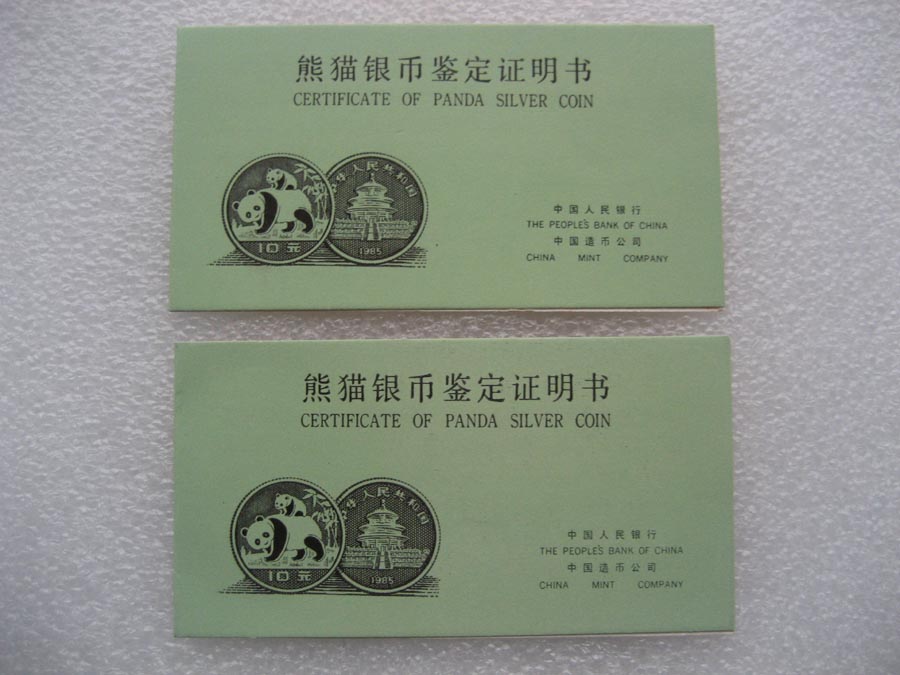 熊猫银币鉴定证明书
CERTIFICATE OF PANDA SILVER COIN
中华人民共和国
10元
1985
中国人民银行
THE PEOPLE'S BANK OF CHINA
中国造币公司
CHINA MINT COMPANY
熊猫银币鉴定证明书
CERTIFICATE OF PANDA SILVER COIN
中华人民共和国
10元
1985
中国人民银行
THE PEOPLE'S BANK OF CHINA
中国造币公司
CHINA MINT COMPANY